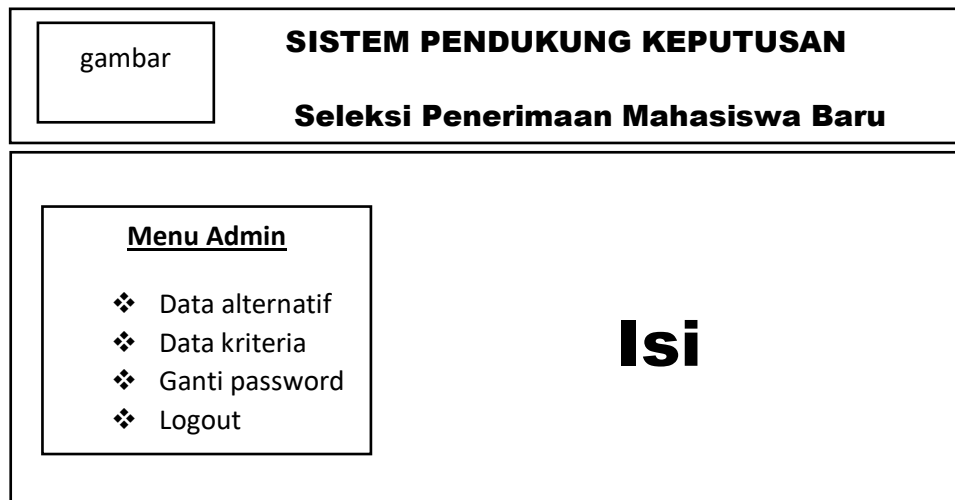 gambar
SISTEM PENDUKUNG KEPUTUSAN
Seleksi Penerimaan Mahasiswa Baru
Menu Admin
❖ Data alternatif
❖ Data kriteria
❖ Ganti password
❖ Logout
Isi